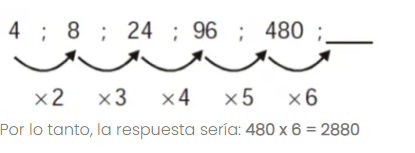 4 ; 8 ; 24 ; 96 ; 480 ; ___
×2 ×3 ×4 ×5 ×6
Por lo tanto, la respuesta sería: 480 x 6 = 2880